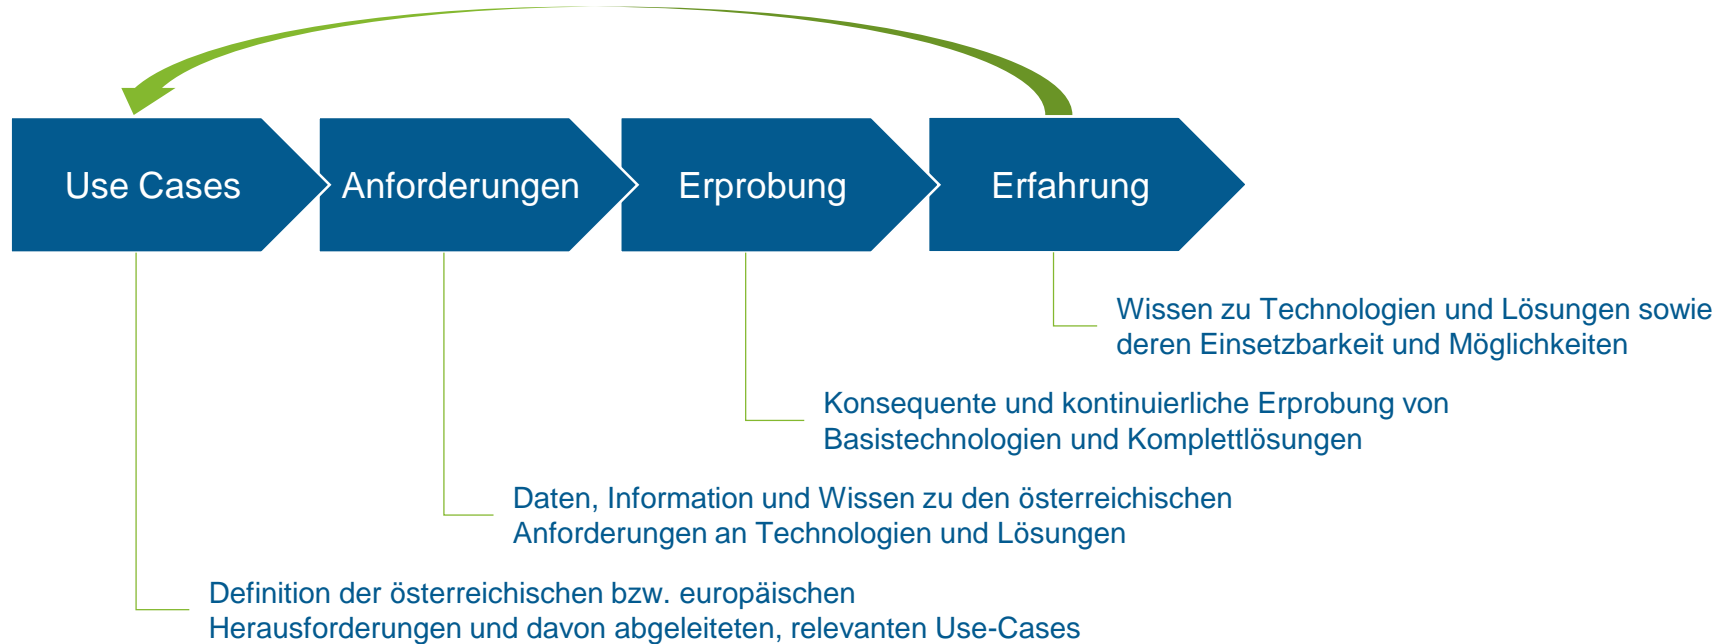 Use Cases
Anforderungen
Erprobung
Erfahrung
Wissen zu Technologien und Lösungen sowie
deren Einsetzbarkeit und Möglichkeiten
Konsequente und kontinuierliche Erprobung von
Basistechnologien und Komplettlösungen
Daten, Information und Wissen zu den österreichischen
Anforderungen an Technologien und Lösungen
Definition der österreichischen bzw. europäischen
Herausforderungen und davon abgeleiteten, relevanten Use-Cases